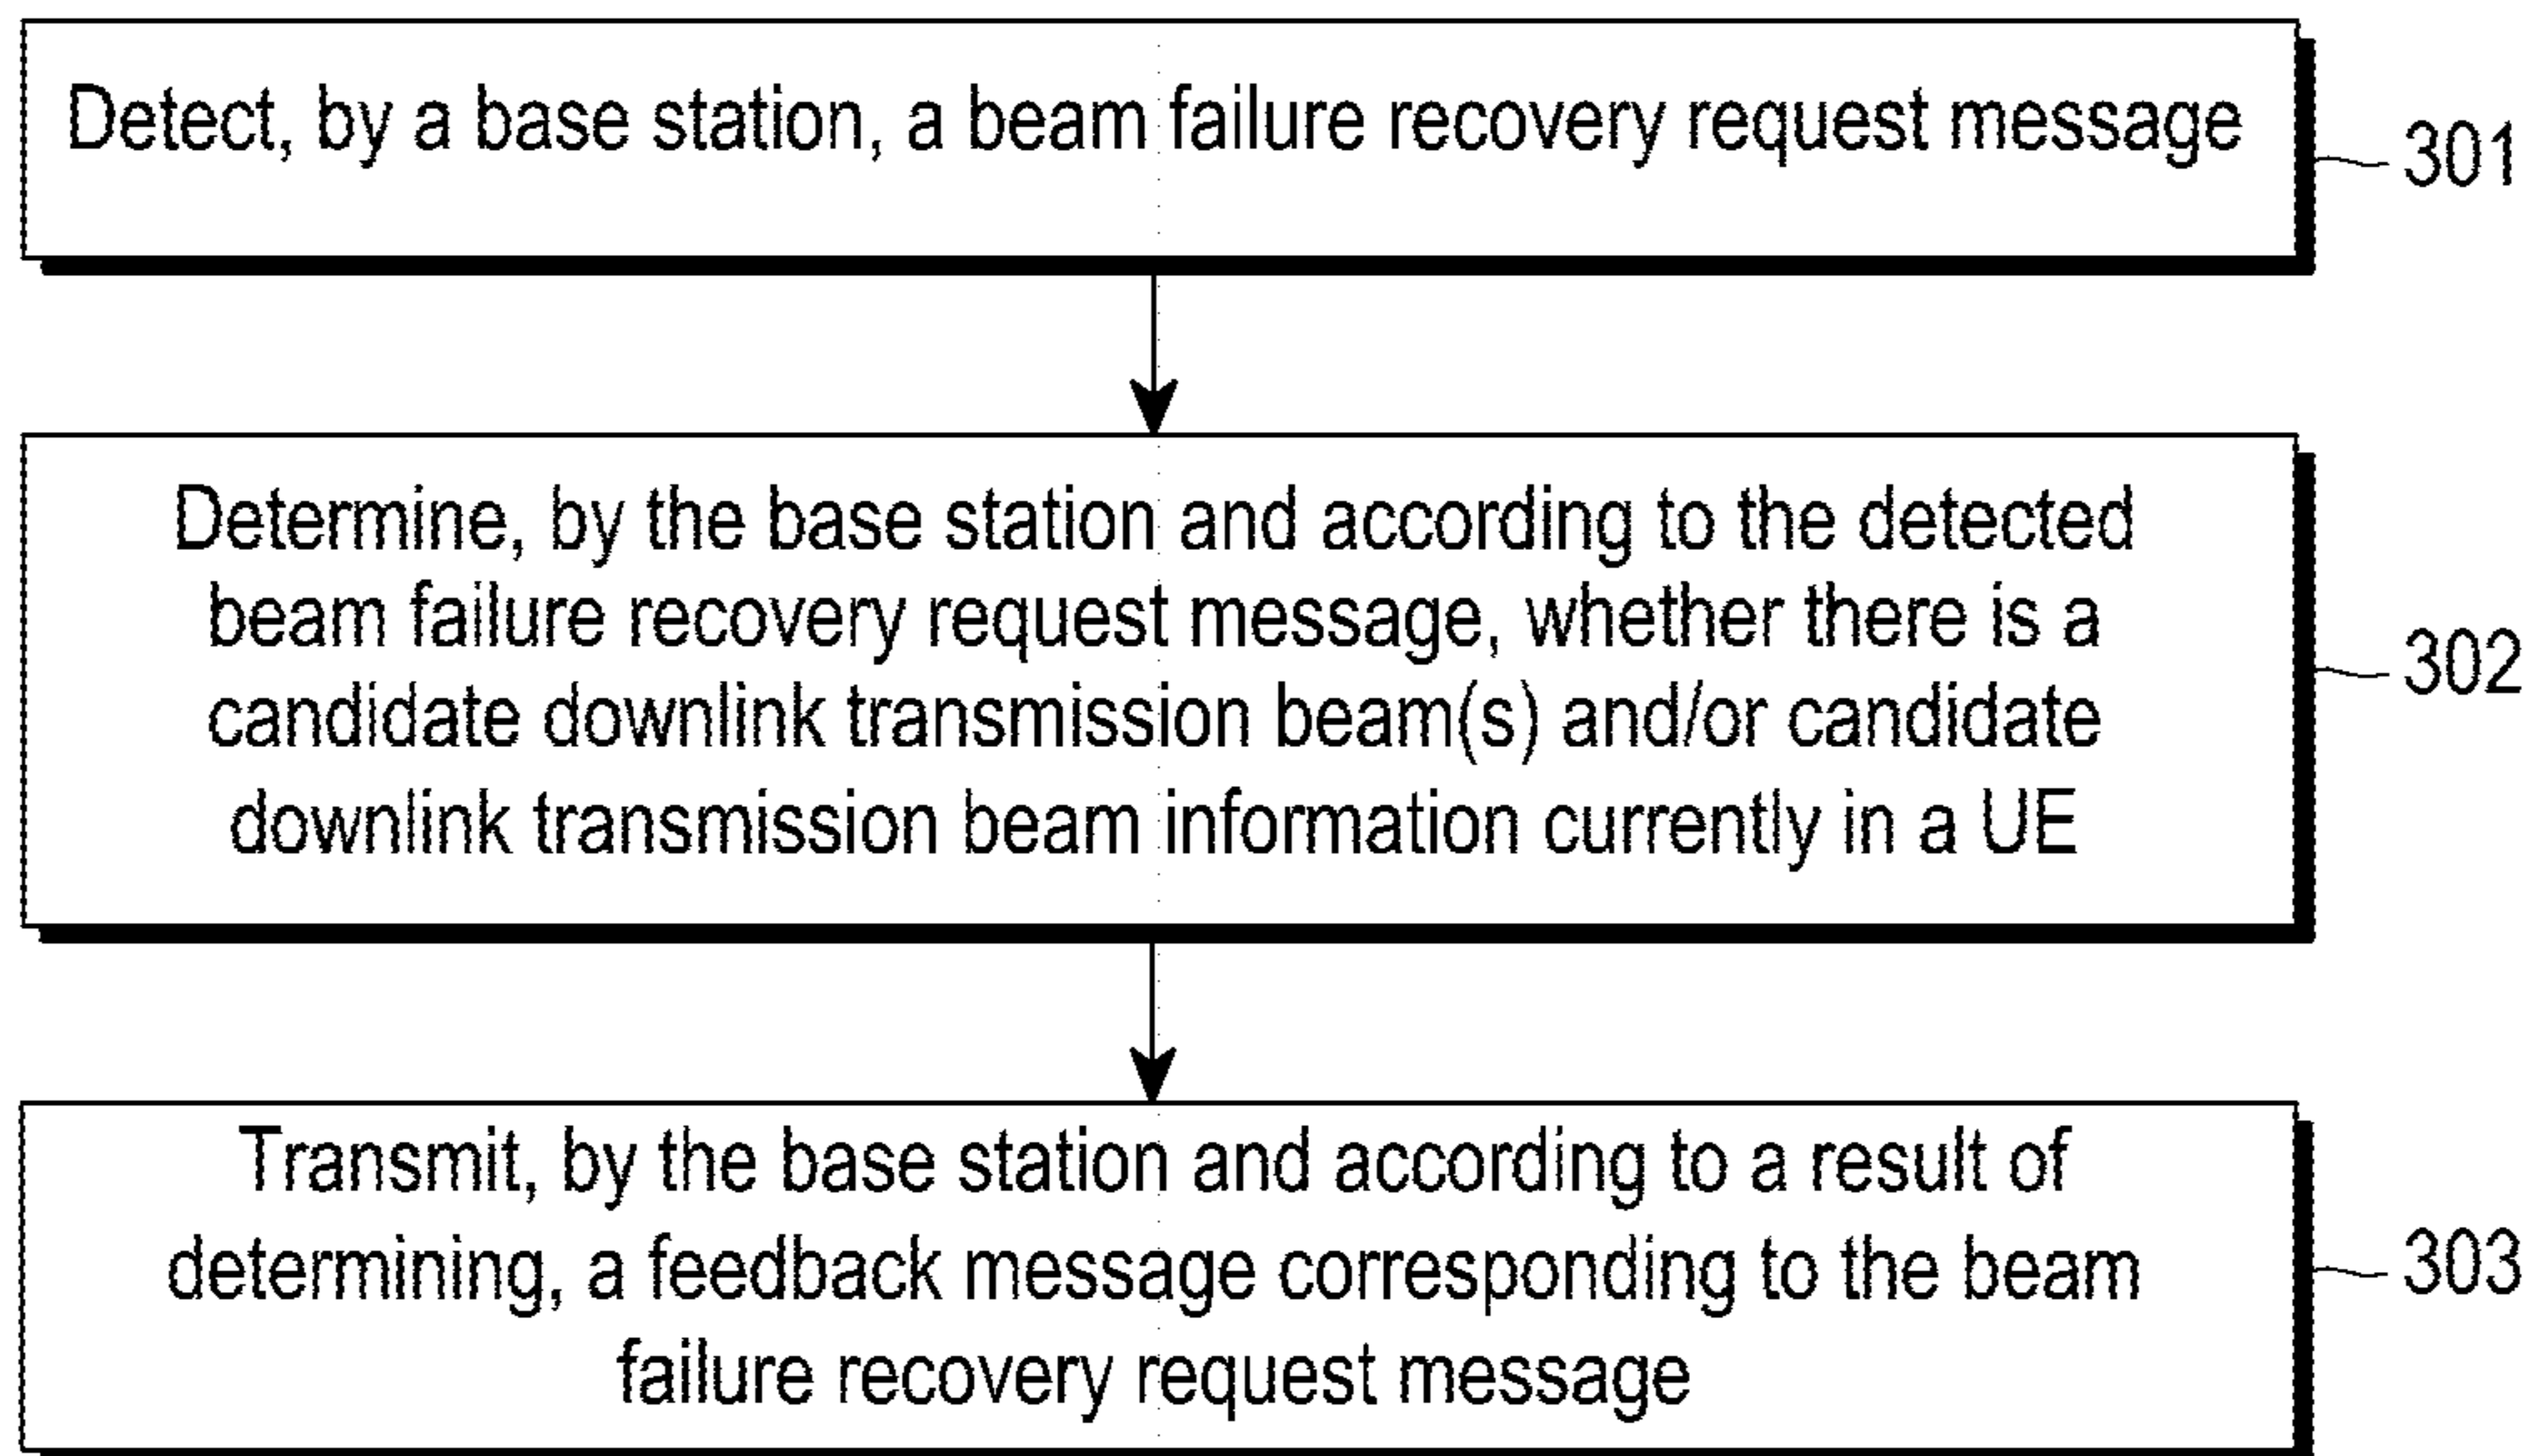 Detect, by a base station, a beam failure recovery request message
301
Determine, by the base station and according to the detected
beam failure recovery request message, whether there is a
candidate downlink transmission beam(s) and/or candidate
downlink transmission beam information currently in a UE
302
Transmit, by the base station and according to a result of
determining, a feedback message corresponding to the beam
failure recovery request message
303